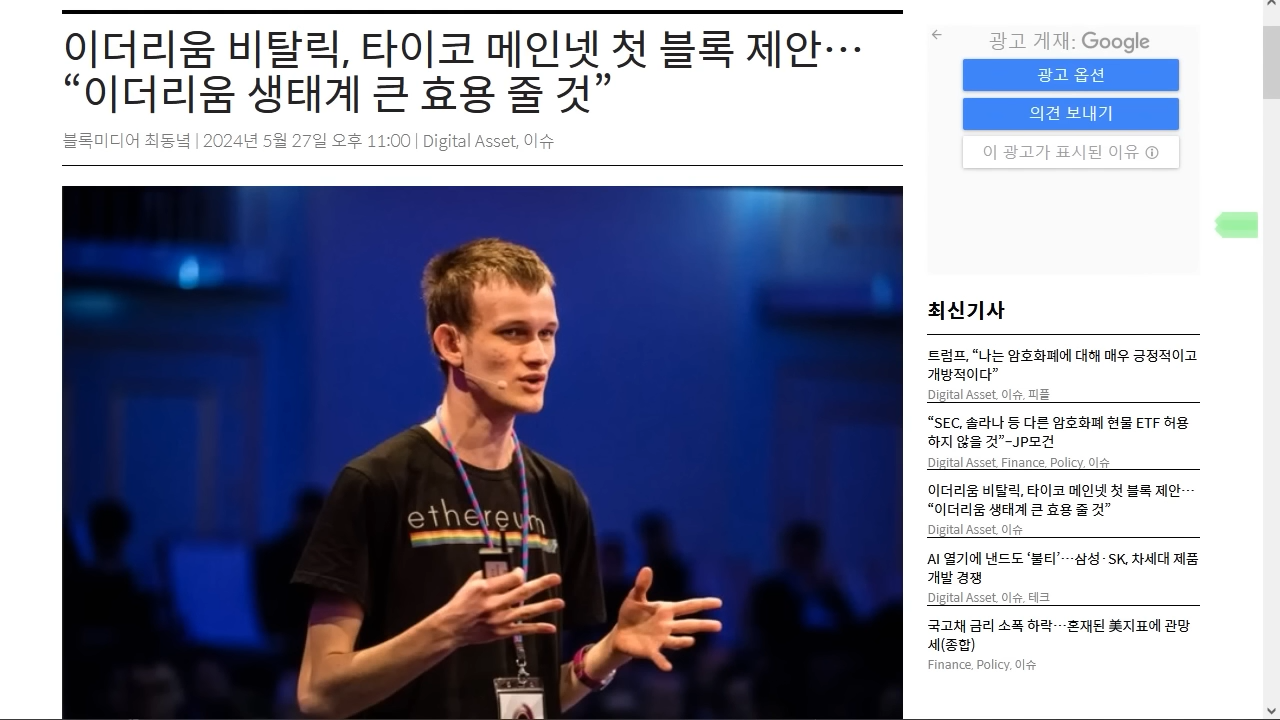 이더리움 비탈릭, 타이코 메인넷 첫 블록 제안…
“이더리움 생태계 큰 효용 줄 것”
블록미디어 최동녘 | 2024년 5월 27일 오후 11:00 | Digital Asset, 이슈
ethereum
광고 게재: Google
광고 옵션
의견 보내기
이 광고가 표시된 이유
최신기사
트럼프, “나는 암호화폐에 대해 매우 긍정적이고
개방적이다”
Digital Asset, 이슈, 피플
“SEC, 솔라나 등 다른 암호화폐 현물 ETF 허용
하지 않을 것”–JP모건
Digital Asset, Finance, Policy, 이슈
이더리움 비탈릭, 타이코 메인넷 첫 블록 제안…
“이더리움 생태계 큰 효용 줄 것”
Digital Asset, 이슈
AI 열기에 낸드도 ‘불티’…삼성·SK, 차세대 제품
개발 경쟁
Digital Asset, 이슈, 테크
국고채 금리 소폭 하락…혼재된 美지표에 관망
세(종합)
Finance, Policy, 이슈